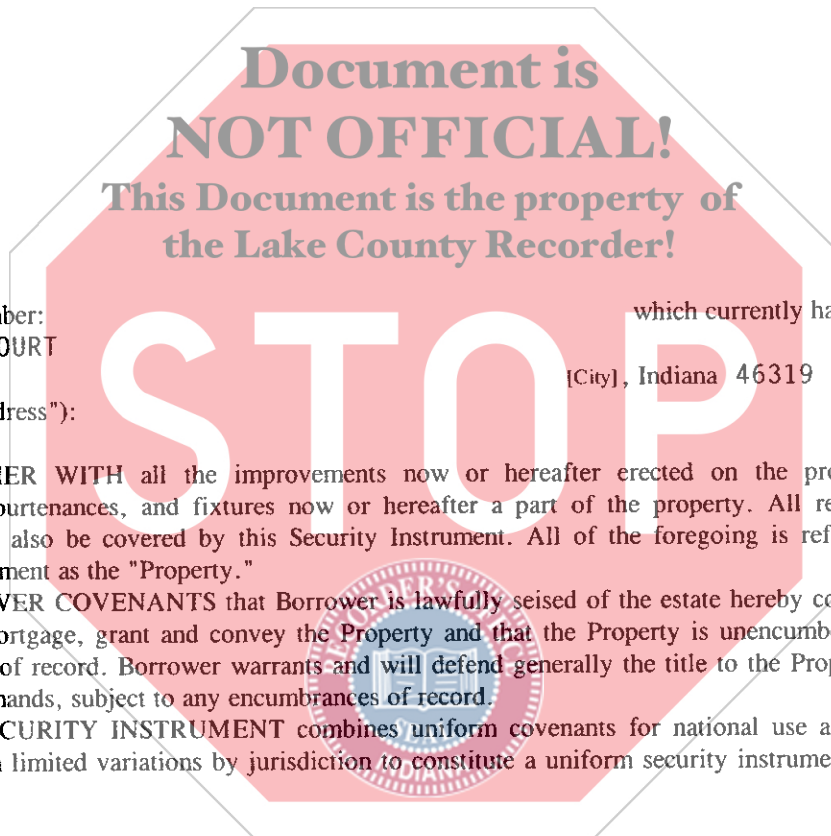 Document is
NOT OFFICIAL!
This Document is the property of
the Lake County Recorder!
ber: which currently ha
OURT
[City], Indiana 46319
dress"):
STOP
ER WITH all the improvements now or hereafter erected on the pro
urtenances, and fixtures now or hereafter a part of the property. All re
also be covered by this Security Instrument. All of the foregoing is ref
ment as the "Property."
VER COVENANTS that Borrower is lawfully seised of the estate hereby co
ortgage, grant and convey the Property and that the Property is unencumbe
of record. Borrower warrants and will defend generally the title to the Prop
nands, subject to any encumbrances of record.
CURITY INSTRUMENT combines uniform covenants for national use a
limited variations by jurisdiction to constitute a uniform security instrume
SEAL
INDIANA